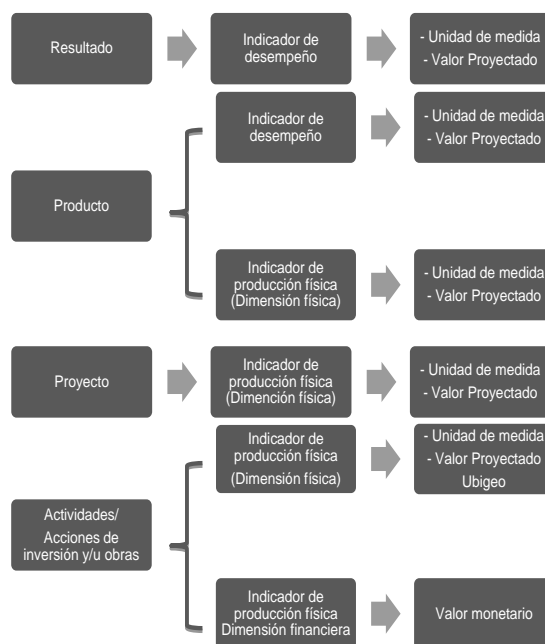 Resultado
Indicador de
desempeño
- Unidad de medida
- Valor Proyectado
Producto
Indicador de
desempeño
- Unidad de medida
- Valor Proyectado
Indicador de
producción física
(Dimensión física)
- Unidad de medida
- Valor Proyectado
Proyecto
Indicador de
producción física
(Dimención física)
- Unidad de medida
- Valor Proyectado
Actividades/
Acciones de
inversión y/u obras
Indicador de
producción física
(Dimensión física)
- Unidad de medida
- Valor Proyectado
Ubigeo
Indicador de
producción física
Dimensión financiera
Valor monetario